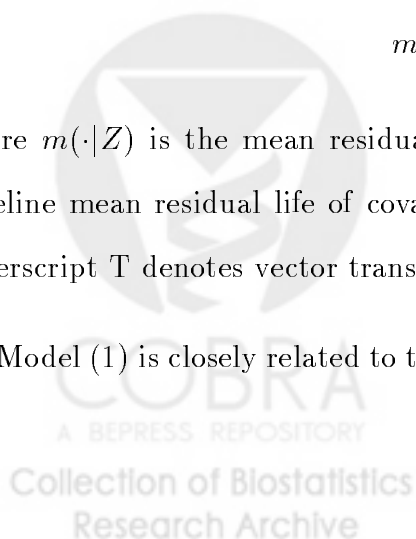 m
re m(·|Z) is the mean residua
eline mean residual life of cova
erscript T denotes vector trans
Model (1) is closely related to t
COBRA
A BEPRESS REPOSITORY
Collection of Biostatistics
Research Archive